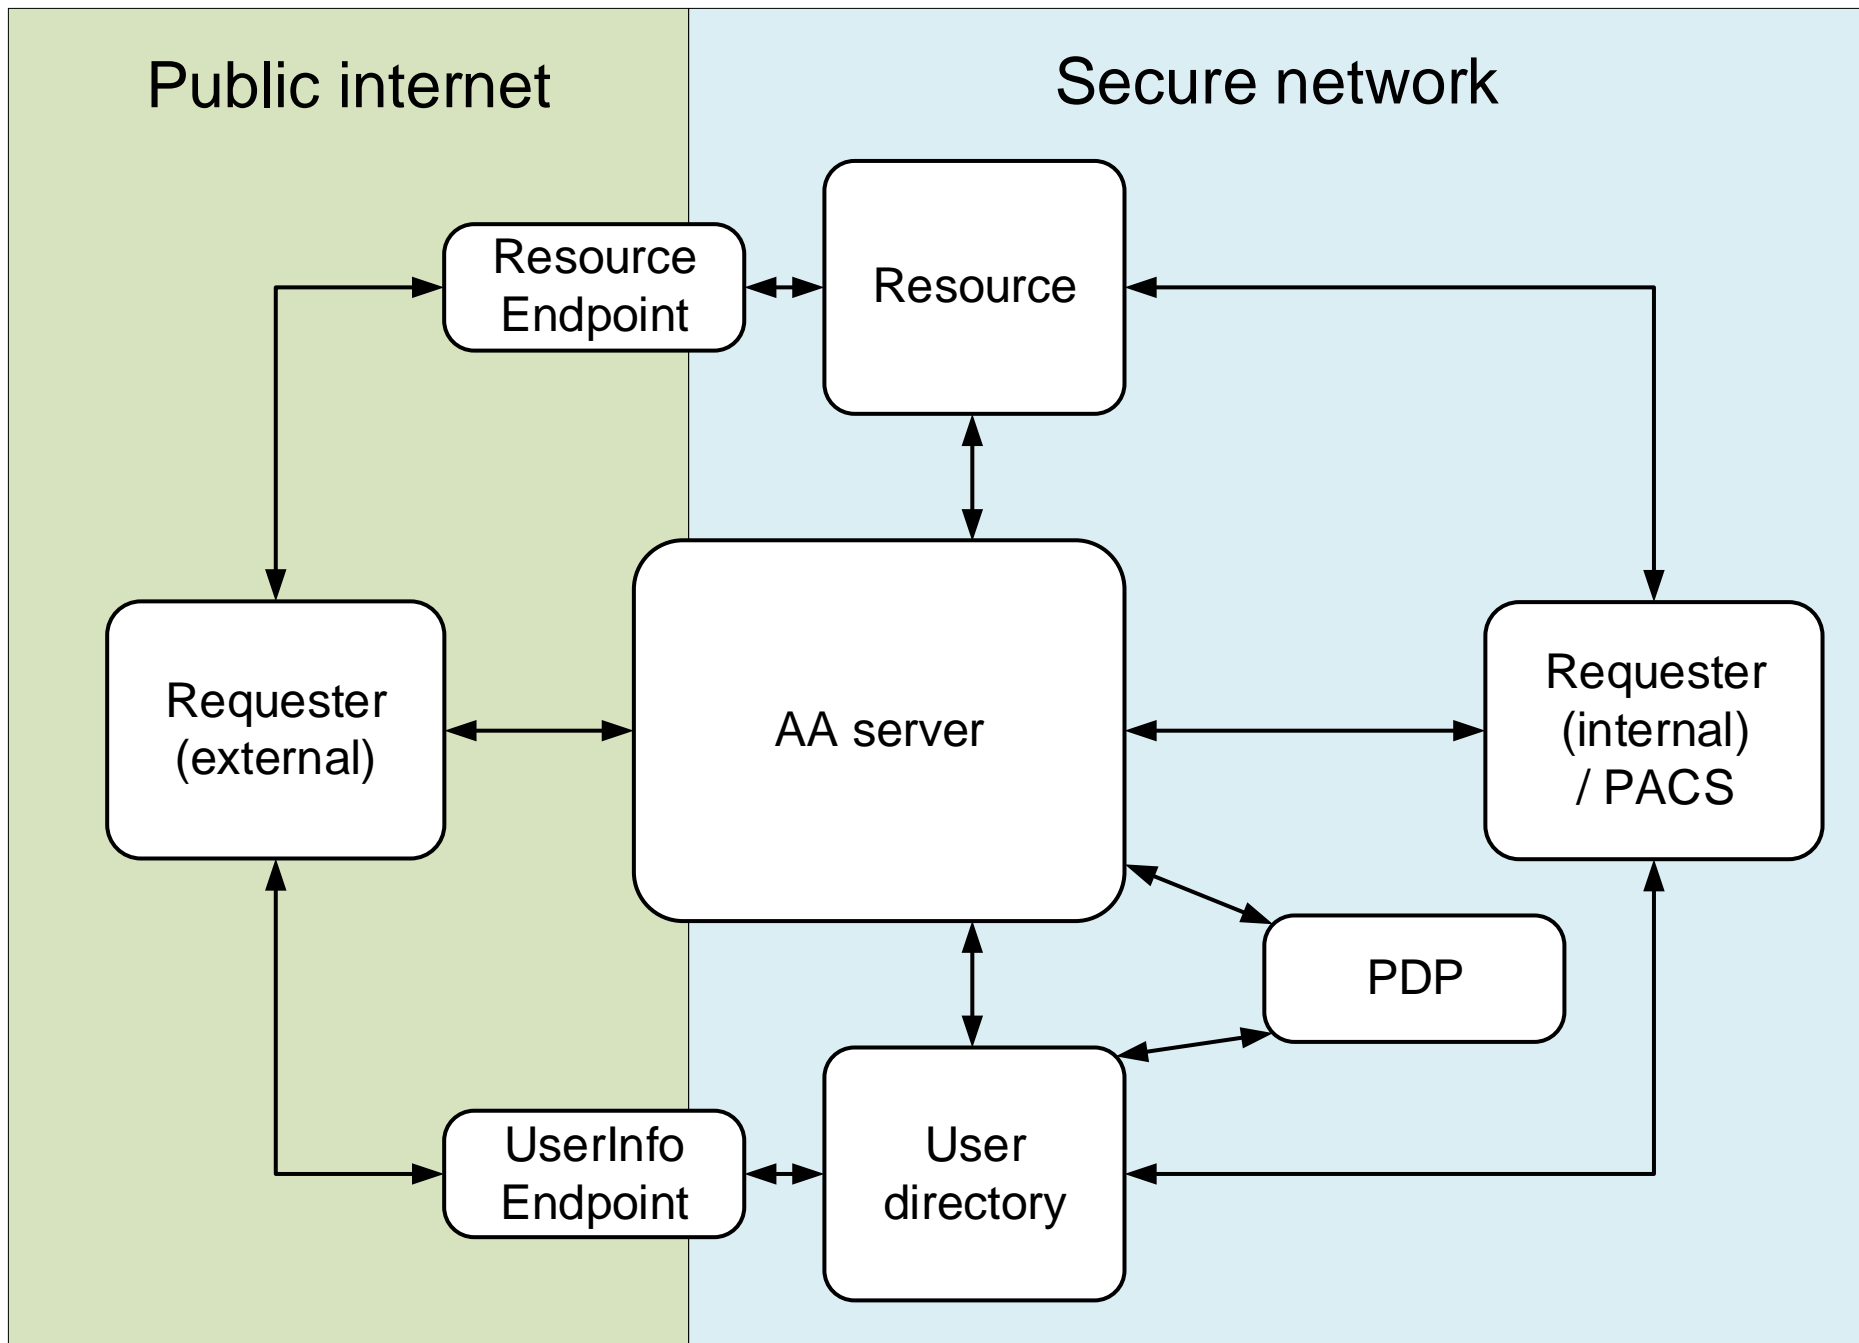 Public internet
Secure network
Resource
Endpoint
Resource
Requester
(external)
AA server
Requester
(internal)
/ PACS
PDP
UserInfo
Endpoint
User
directory